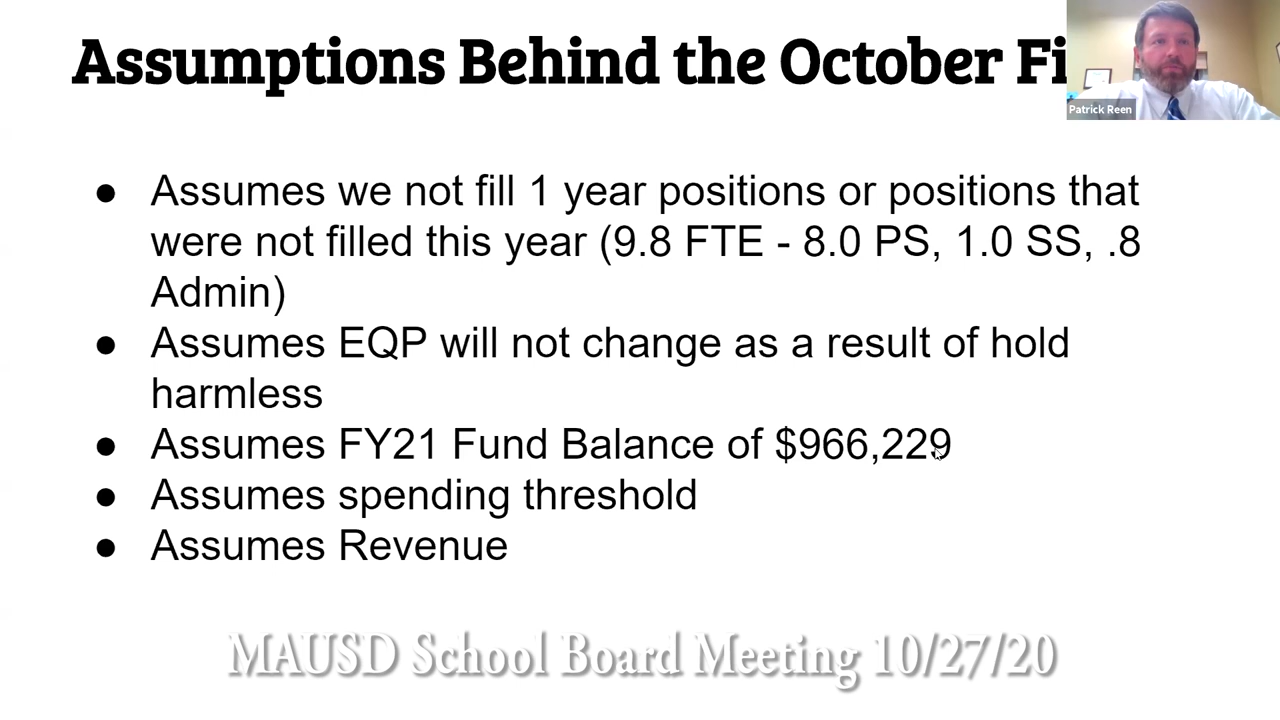 Assumptions Behind the October Fi
Patrick Reen
● Assumes we not fill 1 year positions or positions that
were not filled this year (9.8 FTE - 8.0 PS, 1.0 SS, .8
Admin)
● Assumes EQP will not change as a result of hold
harmless
● Assumes FY21 Fund Balance of $966,229
● Assumes spending threshold
● Assumes Revenue
MAUSD School Board Meeting 10/27/20